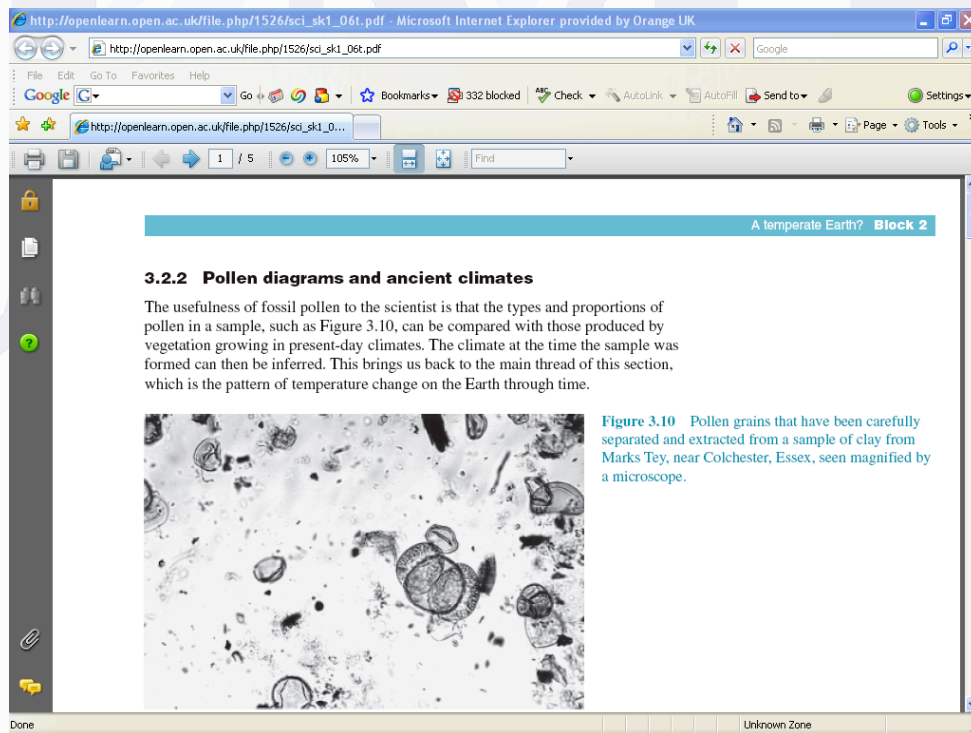 http://openlearn.open.ac.uk/file.php/1526/sci_sk1_06t.pdf - Microsoft Internet Explorer provided by Orange UK
http://openlearn.open.ac.uk/file.php/1526/sci_sk1_06t.pdf Google
File Edit Go To Favorites Help
Google G Go Bookmarks 332 blocked ABC Check AutoLink AutoFill Send to Settings
http://openlearn.open.ac.uk/file.php/1526/sci_sk1_0... Page Tools
1 / 5 105% Find
A temperate Earth? Block 2
3.2.2 Pollen diagrams and ancient climates
The usefulness of fossil pollen to the scientist is that the types and proportions of
pollen in a sample, such as Figure 3.10, can be compared with those produced by
vegetation growing in present-day climates. The climate at the time the sample was
formed can then be inferred. This brings us back to the main thread of this section,
which is the pattern of temperature change on the Earth through time.
Figure 3.10 Pollen grains that have been carefully
separated and extracted from a sample of clay from
Marks Tey, near Colchester, Essex, seen magnified by
a microscope.
Done Unknown Zone